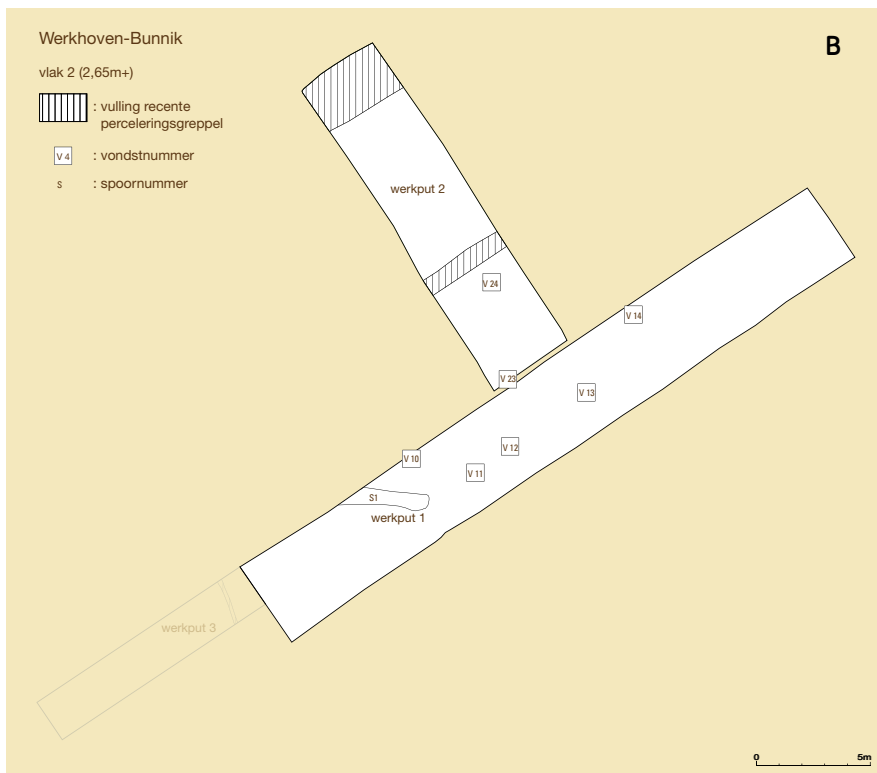 Werkhoven-Bunnik
B
vlak 2 (2,65m+)
: vulling recente
perceleringsgreppel
V 4 : vondstnummer
S : spoornummer
werkput 2
V 24
V 14
V 23
V 13
V 12
V 10
V 11
S1
werkput 1
werkput 3
0 5m